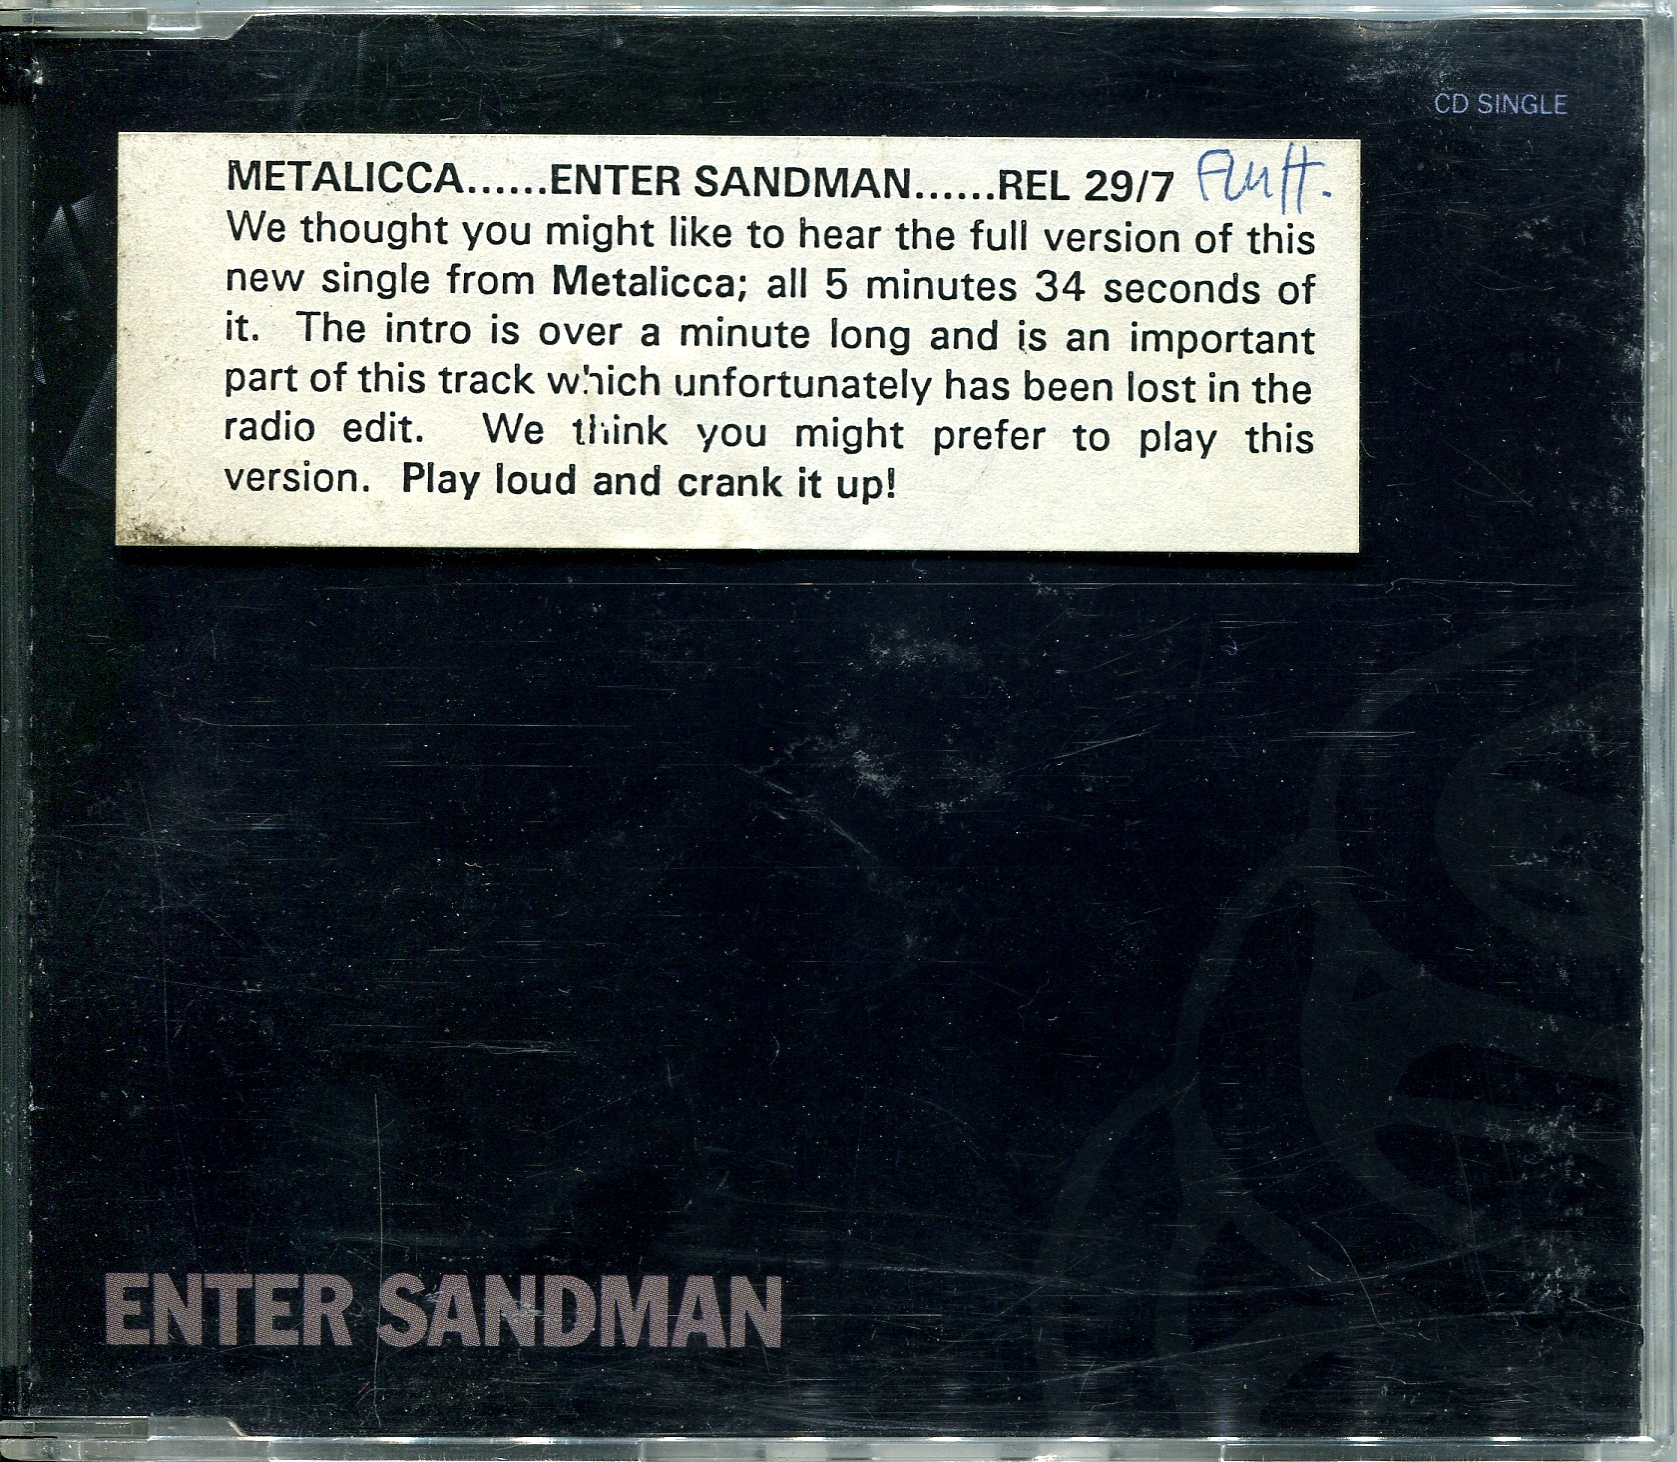 CD SINGLE
METALICCA......ENTER SANDMAN......REL 29/7
We thought you might like to hear the full version of this
new single from Metalicca; all 5 minutes 34 seconds of
it. The intro is over a minute long and is an important
part of this track which unfortunately has been lost in the
radio edit. We think you might prefer to play this
version. Play loud and crank it up!
ENTER SANDMAN